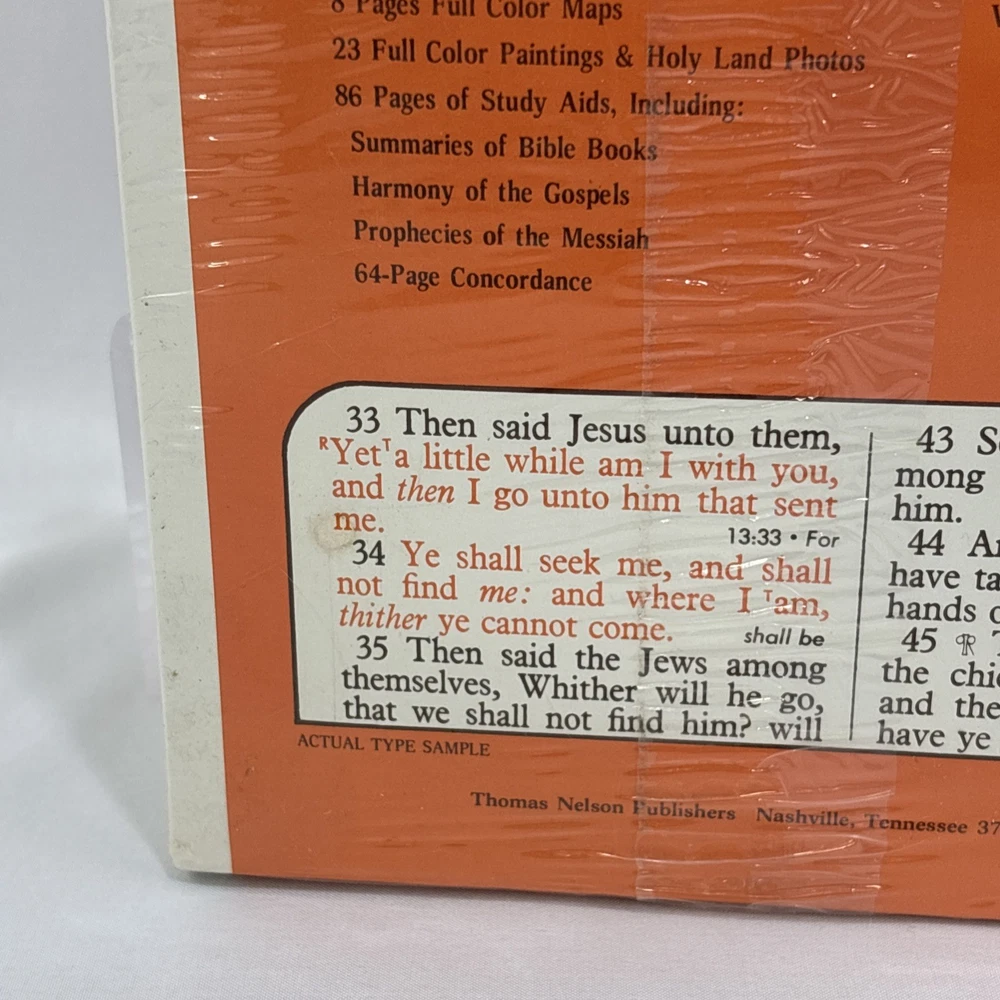 8 Pages Full Color Maps
23 Full Color Paintings & Holy Land Photos
86 Pages of Study Aids, Including:
Summaries of Bible Books
Harmony of the Gospels
Prophecies of the Messiah
64-Page Concordance
33 Then said Jesus unto them,
ᴿYetᵀa little while am I with you,
and then I go unto him that sent
me.
13:33 • For
34 Ye shall seek me, and shall
not find me: and where I ᵀam,
thither ye cannot come.
shall be
35 Then said the Jews among
themselves, Whither will he go,
that we shall not find him? will
43
mong
him.
44
have
hands
45 ¶ᴿ
the
and the
have ye
ACTUAL TYPE SAMPLE
Thomas Nelson Publishers Nashville, Tennessee 37